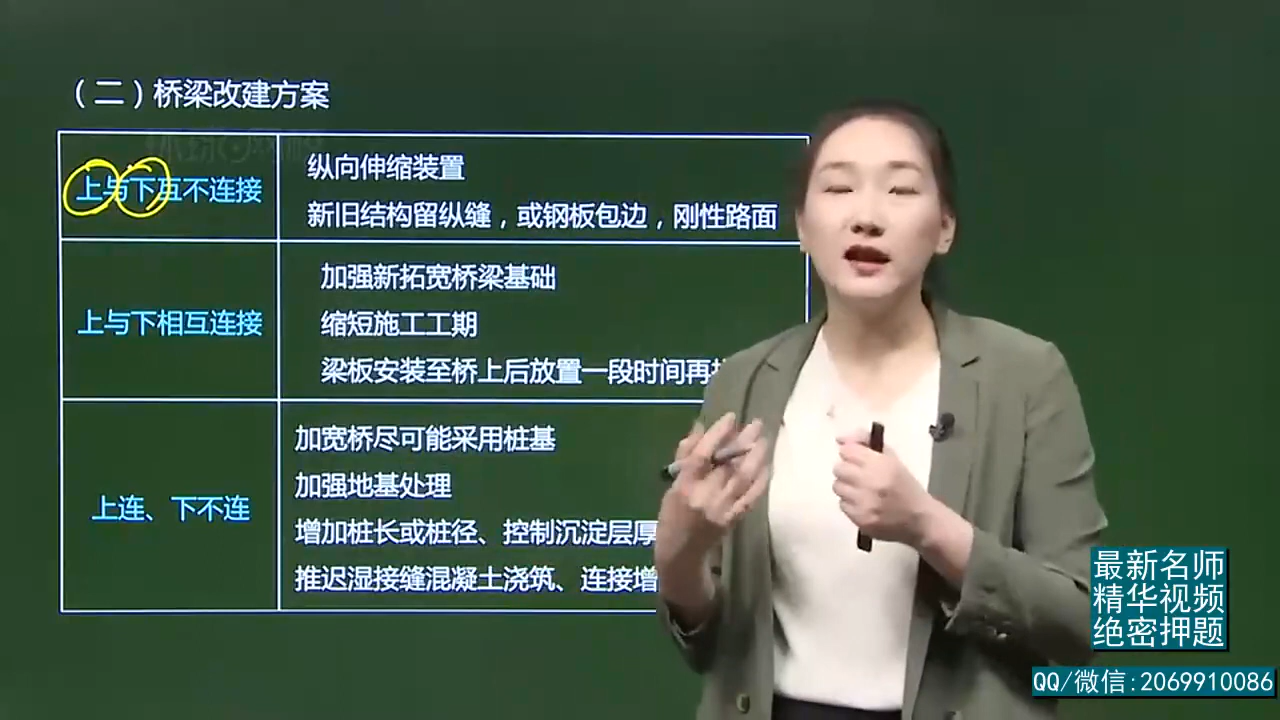 （二）桥梁改建方案
上与下互不连接
纵向伸缩装置
新旧结构留纵缝，或钢板包边，刚性路面
上与下相互连接
加强新拓宽桥梁基础
缩短施工工期
梁板安装至桥上后放置一段时间再
上连、下不连
加宽桥尽可能采用桩基
加强地基处理
增加桩长或桩径、控制沉淀层厚
推迟湿接缝混凝土浇筑、连接增
最新名师
精华视频
绝密押题
QQ/微信:2069910086